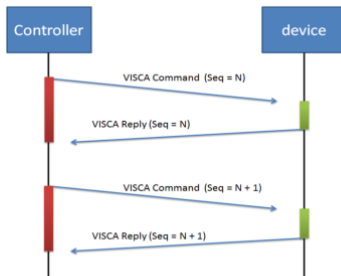 Controller
device
VISCA Command (Seq = N)
VISCA Reply (Seq = N)
VISCA Command (Seq = N + 1)
VISCA Reply (Seq = N + 1)